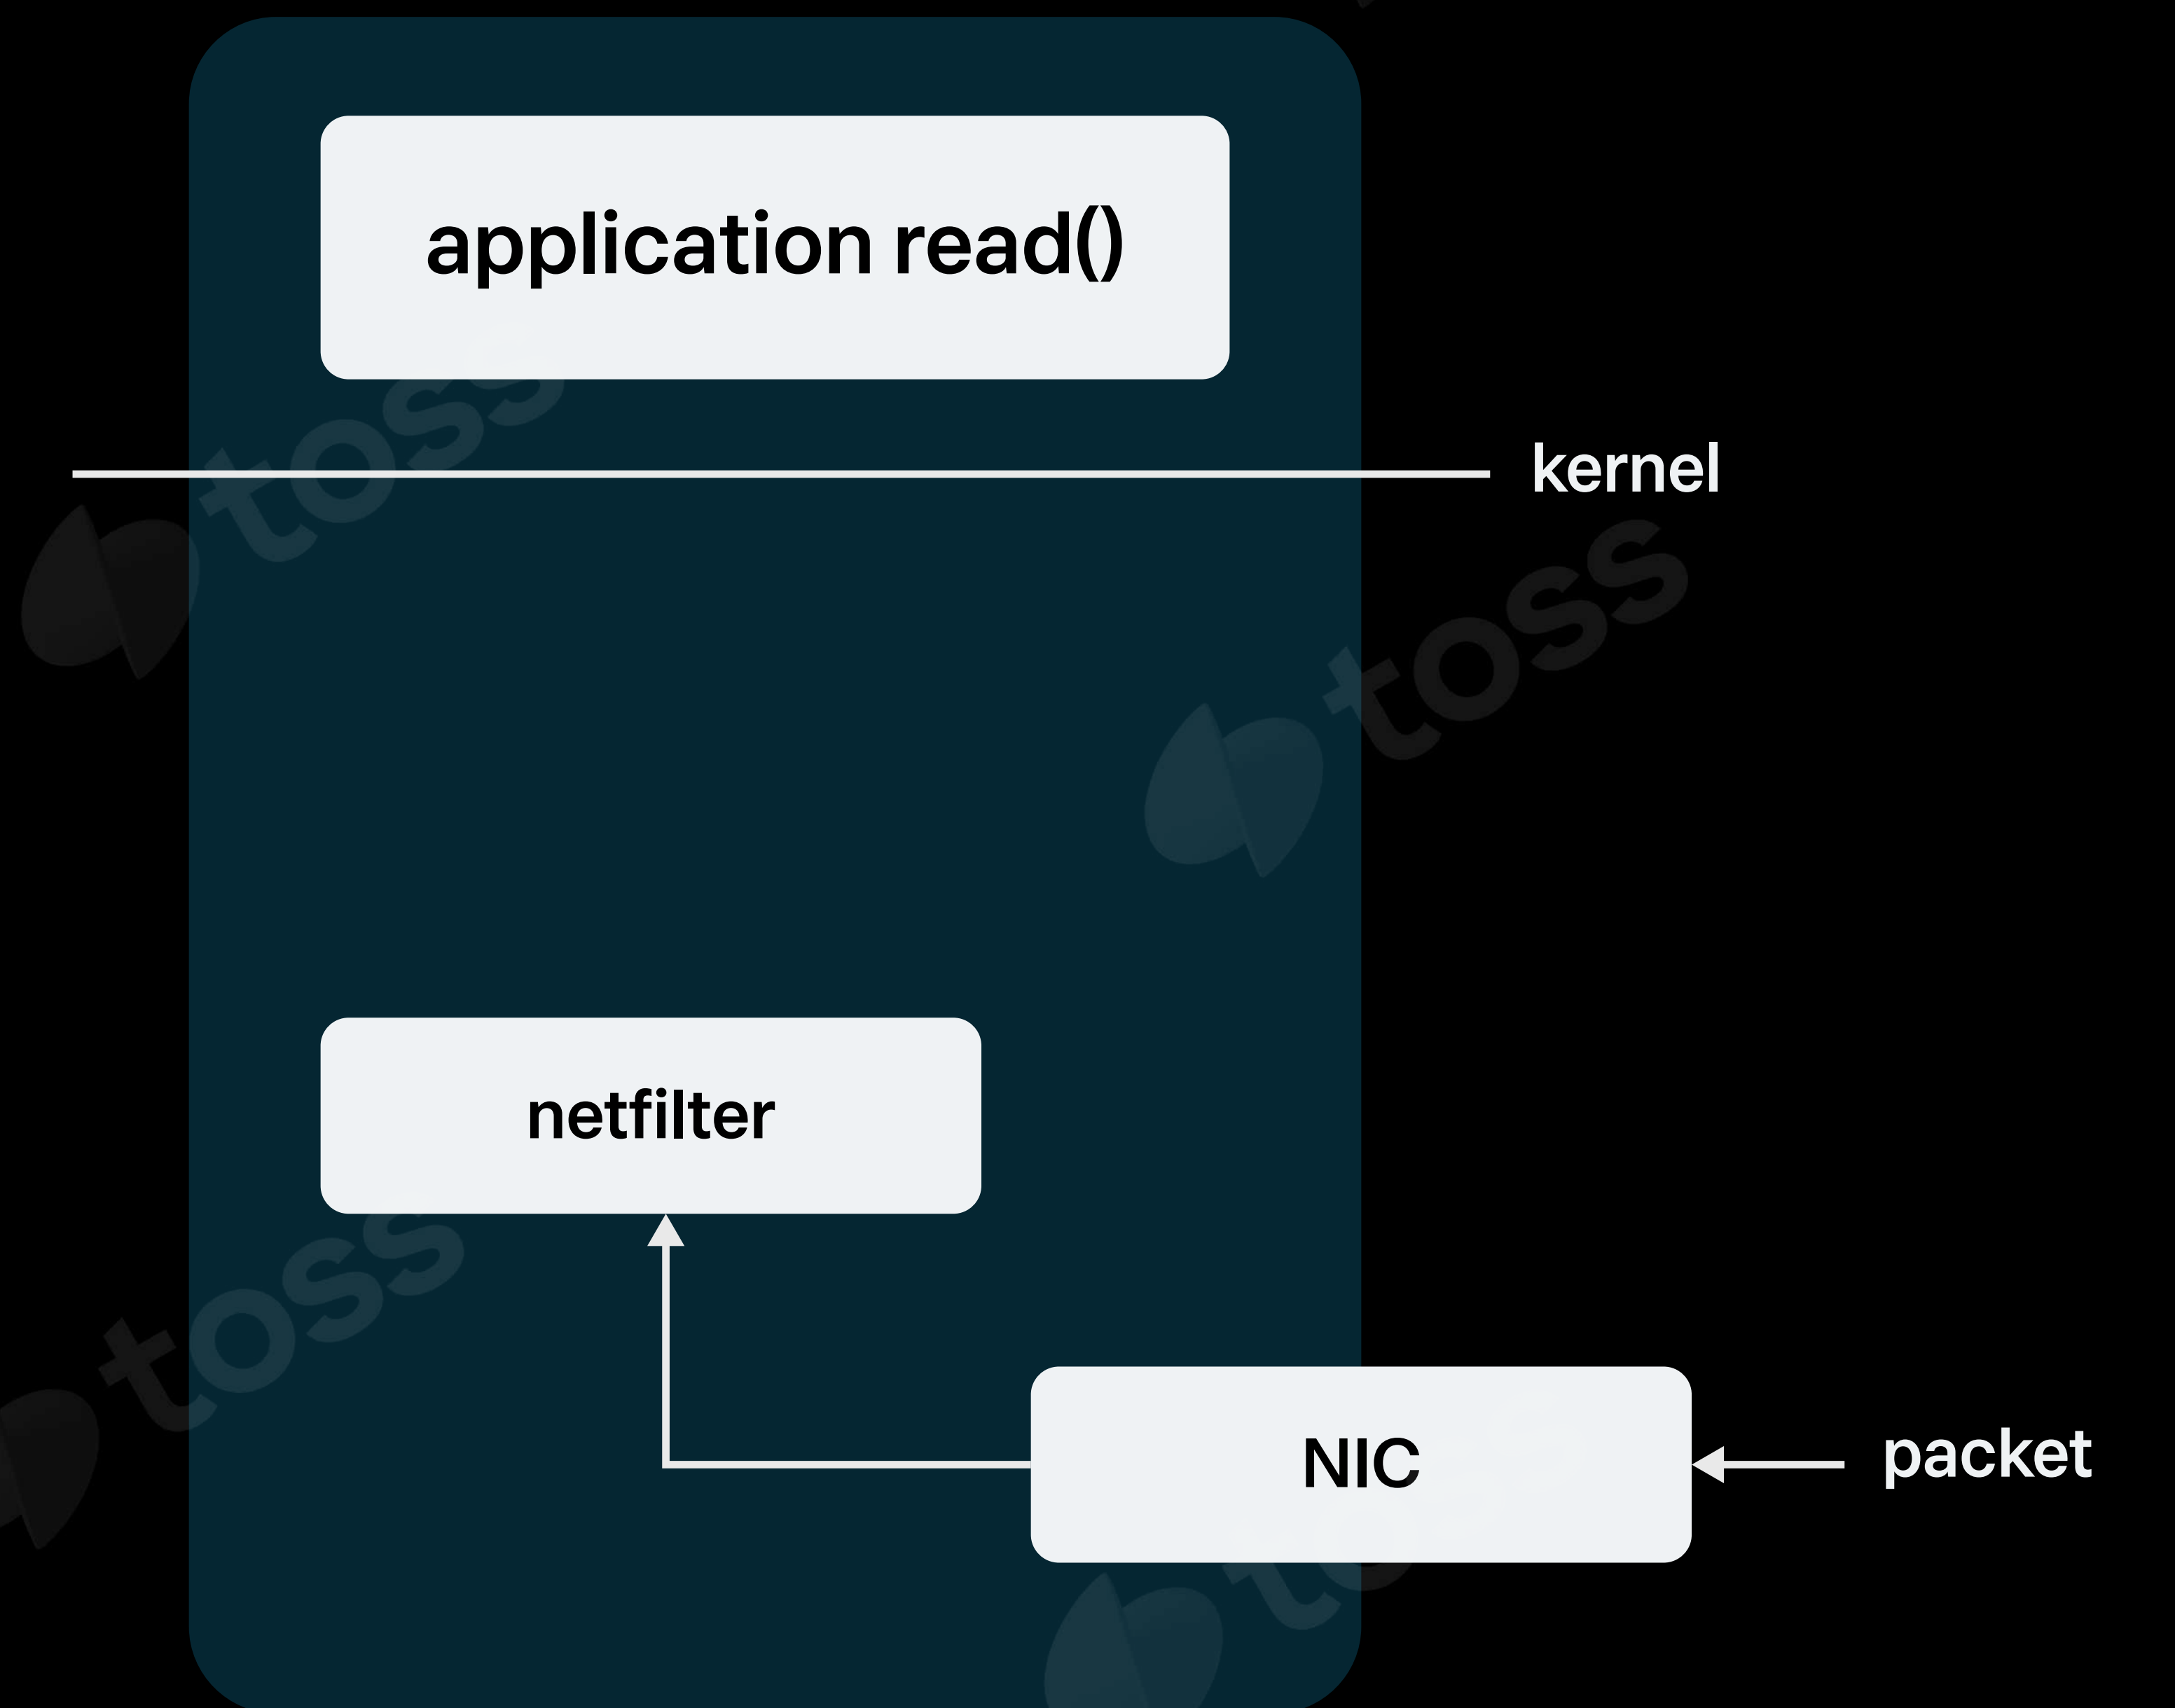 application read()
kernel
toss
toss
netfilter
toss
NIC
packet